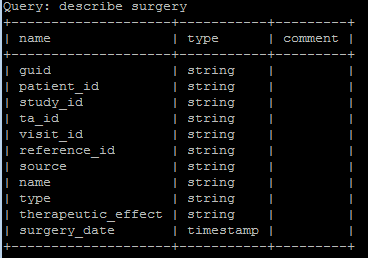 Query: describe surgery
+--------------------+-----------+---------+
| name               | type      | comment |
+--------------------+-----------+---------+
| guid               | string    |         |
| patient_id         | string    |         |
| study_id           | string    |         |
| ta_id              | string    |         |
| visit_id           | string    |         |
| reference_id       | string    |         |
| source             | string    |         |
| name               | string    |         |
| type               | string    |         |
| therapeutic_effect | string    |         |
| surgery_date       | timestamp |         |
+--------------------+-----------+---------+